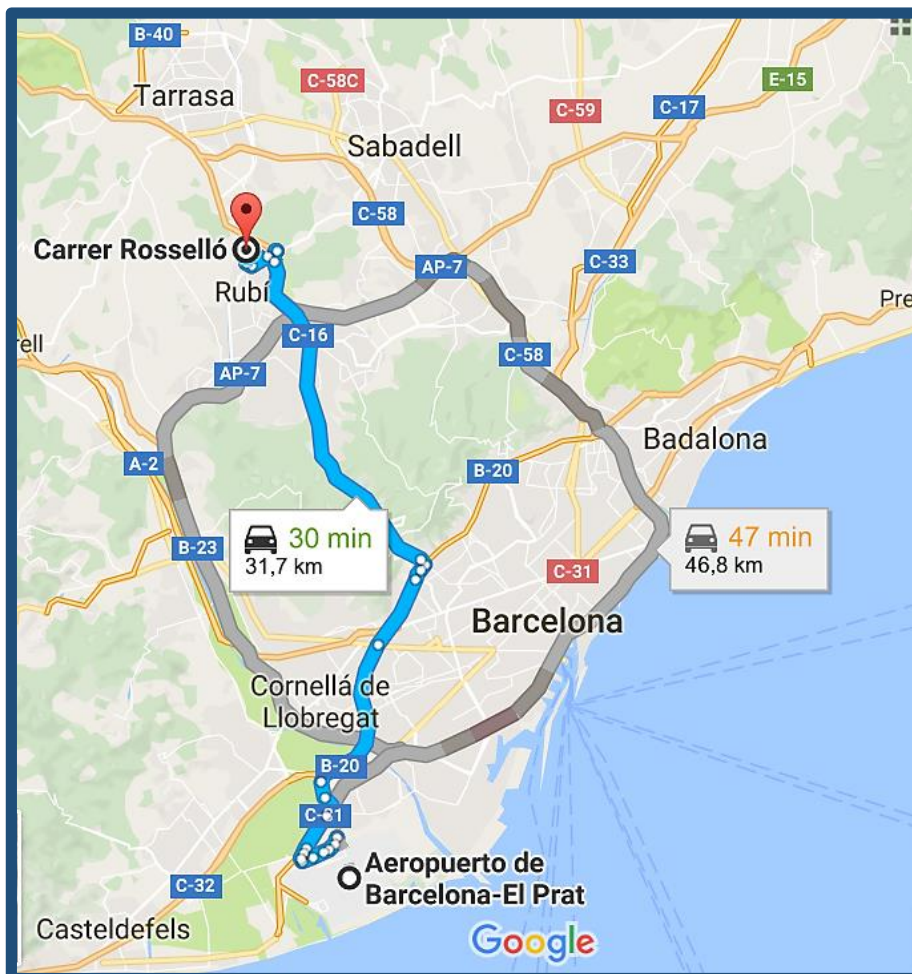 B-40
Tarrasa
C-58C
E-15
C-59
C-17
Sabadell
C-58
Carrer Rosselló
Rubí
AP-7
C-33
Pre
C-16
rell
AP-7
C-58
A-2
Badalona
B-20
B-23
30 min
31,7 km
47 min
46,8 km
C-31
Barcelona
Cornellá de
Llobregat
B-20
C-31
Aeropuerto de
Barcelona-El Prat
C-32
Casteldefels
Google